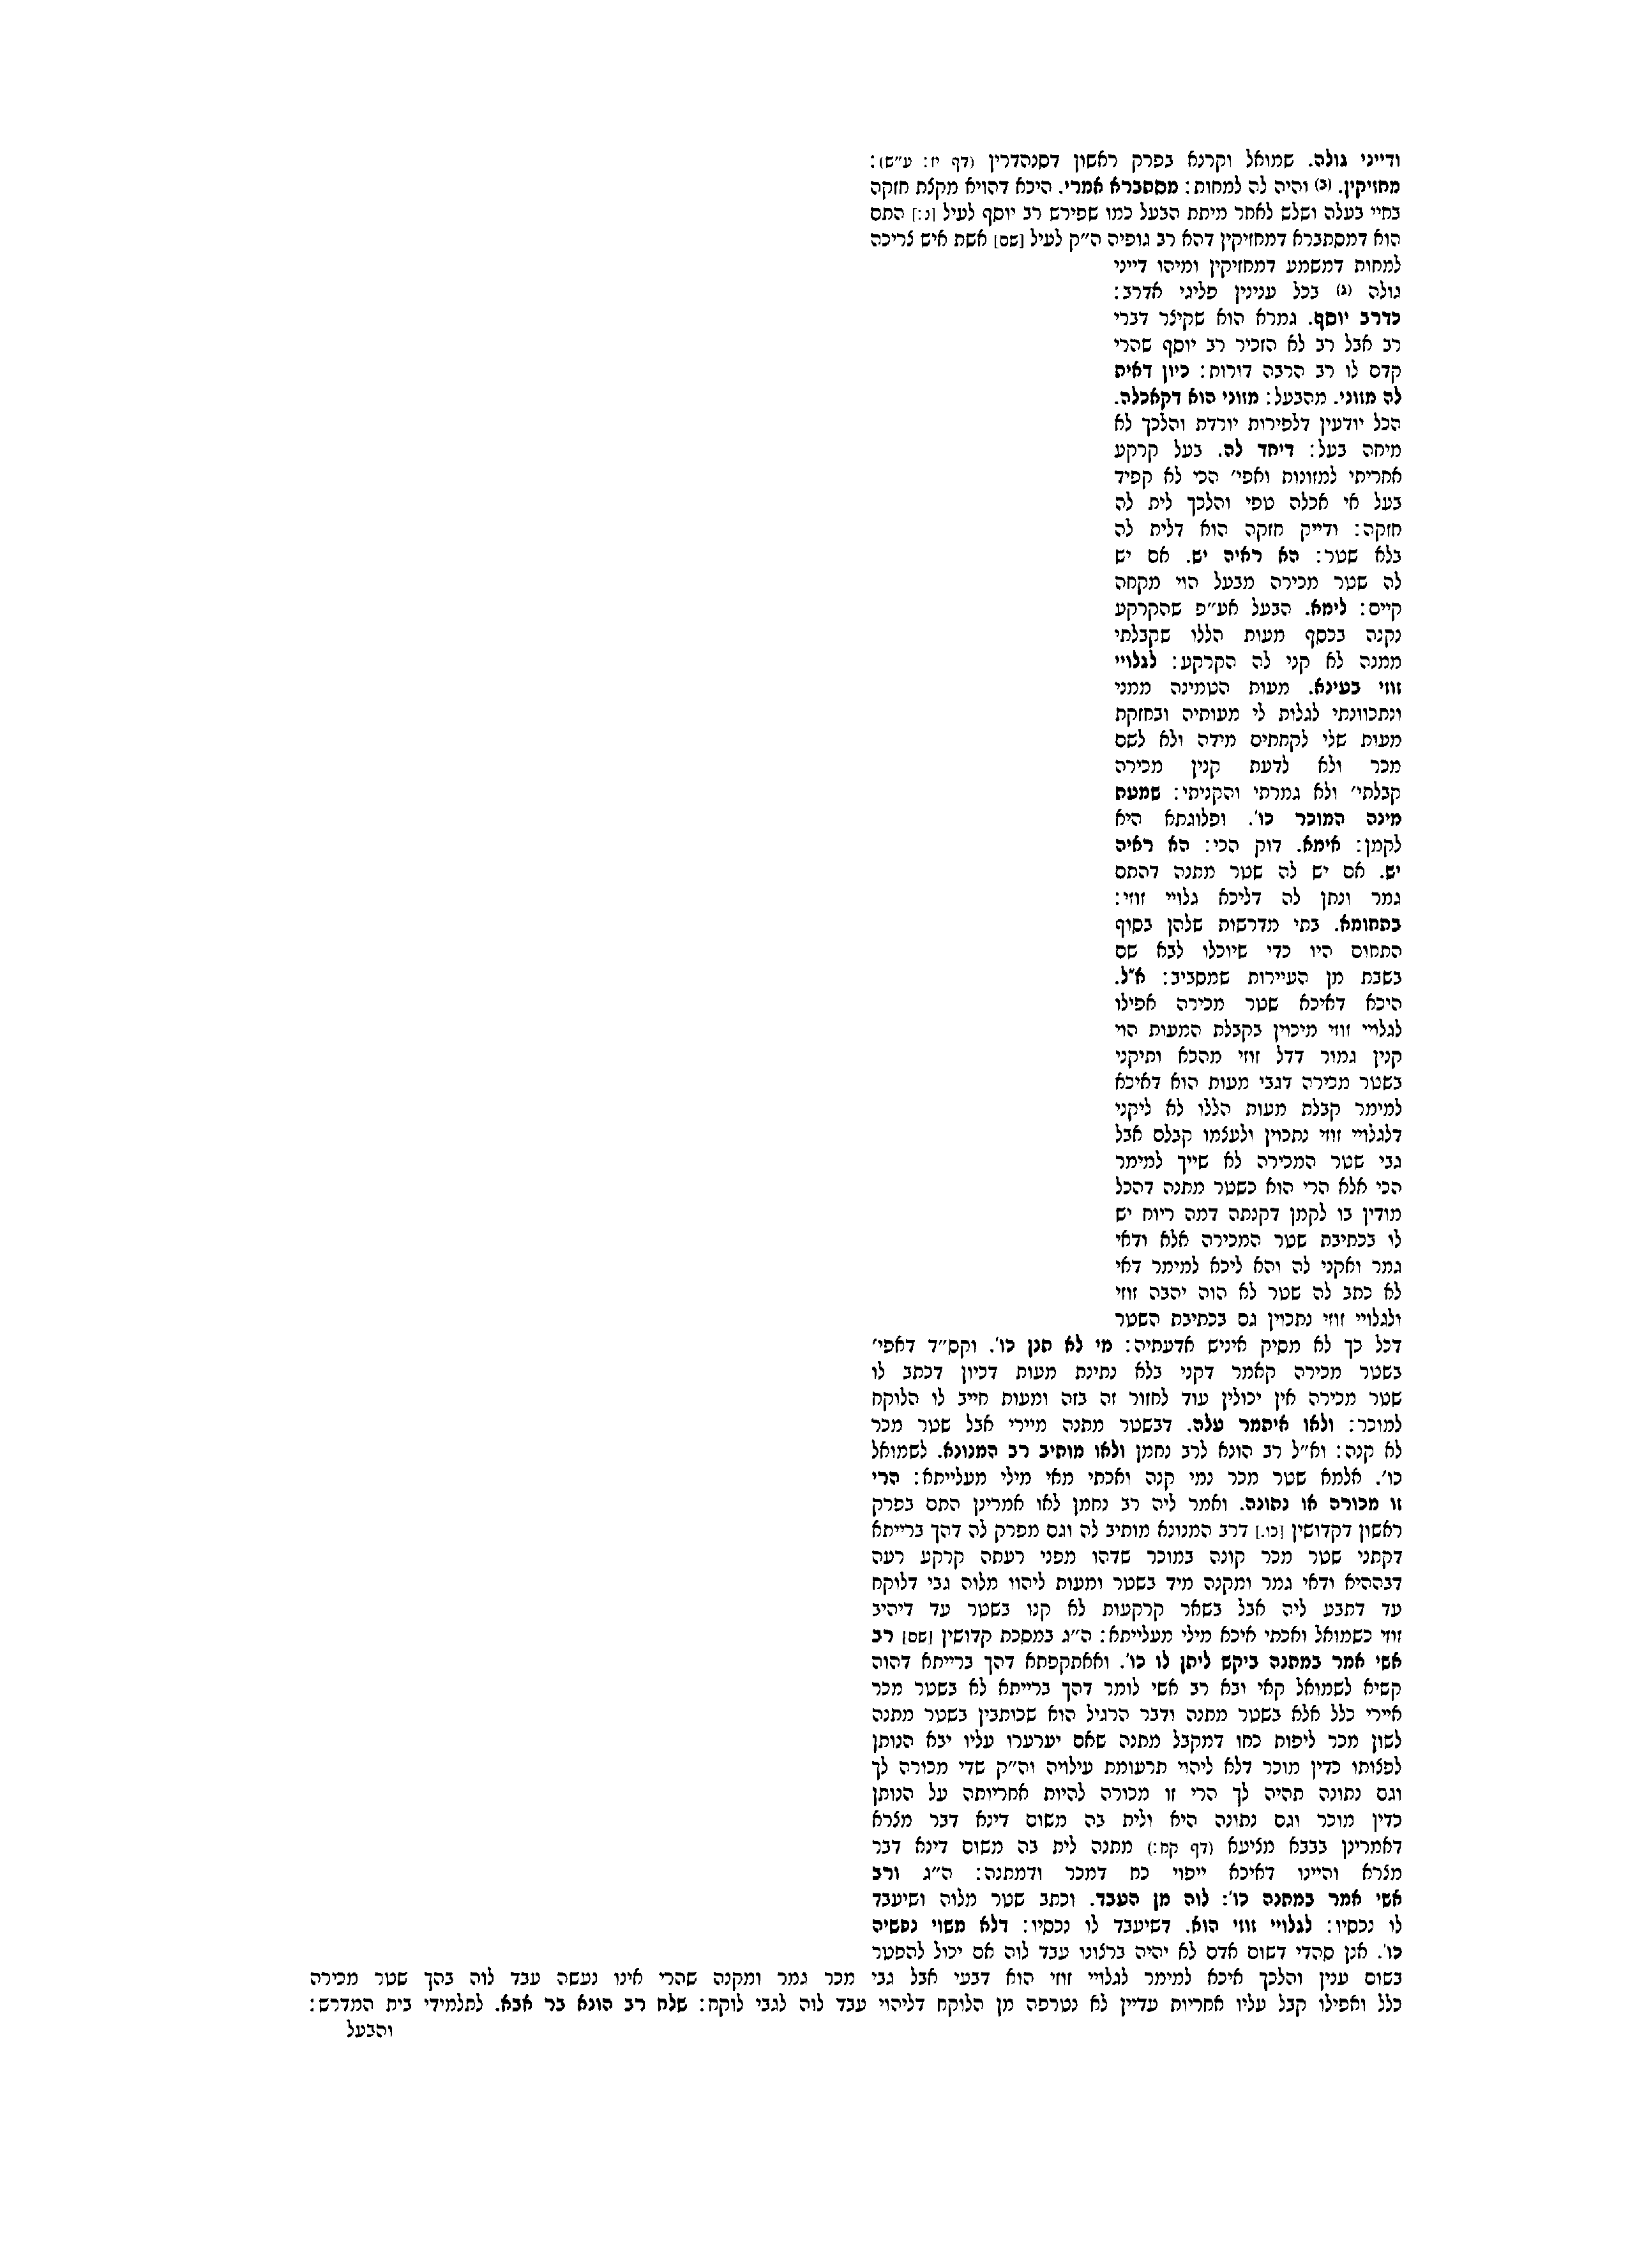 ודייני גולה. שמואל וקרנא בפרק ראשון דסנהדרין (דף יז: ע״ש):
מחזיקין. (ב) והיה לה למחות: מסתברא אמרי. היכא דהויא מקצת חזקה
בחיי בעלה ושלש לאחר מיתת הבעל כמו שפירש רב יוסף לעיל [נ:] התם
הוא דמסתברא דמחזיקין דהא רב גופיה ה״ק לעיל [שם] אשת איש צריכה
למחות דמשמע דמחזיקין ומיהו דייני
גולה (ג) בכל ענינין פליגי אדרב:
כדרב יוסף. גמרא הוא שקיצר דברי
רב אבל רב לא הזכיר רב יוסף שהרי
קדם לו רב הרבה דורות: כיון דאית
לה מזוני. מהבעל: מזוני הוא דקאכלה.
הכל יודעין דלפירות יורדת והלכך לא
מיחה בעל: דיחד לה. בעל קרקע
אחריתי למזונות ואפי׳ הכי לא קפיד
בעל אי אכלה טפי והלכך לית לה
חזקה: ודייק חזקה הוא דלית לה
בלא שטר: הא ראיה יש. אם יש
לה שטר מכירה מבעל הוי מקחה
קיים: לימא. הבעל אע״פ שהקרקע
נקנה בכסף מעות הללו שקבלתי
ממנה לא קני לה הקרקע: לגלויי
זוזי בעינא. מעות הטמינה ממני
ונתכוונתי לגלות לי מעותיה ובחזקת
מעות שלי לקחתים מידה ולא לשם
מכר ולא לדעת קנין מכירה
קבלתי׳ ולא גמרתי והקניתי: שמעת
מינה המוכר כו׳. ופלוגתא היא
לקמן: אימא. דוק הכי: הא ראיה
יש. אם יש לה שטר מתנה דהתם
גמר ונתן לה דליכא גלויי זוזי:
בתחומא. בתי מדרשות שלהן בסוף
התחום היו כדי שיוכלו לבא שם
בשבת מן העיירות שמסביב: א״ל.
היכא דאיכא שטר מכירה אפילו
לגלויי זוזי מיכוין בקבלת המעות הוי
קנין גמור דדל זוזי מהכא ותיקני
בשטר מכירה דגבי מעות הוא דאיכא
למימר קבלת מעות הללו לא ליקני
דלגלויי זוזי נתכוין ולעצמו קבלם אבל
גבי שטר המכירה לא שייך למימר
הכי אלא הרי הוא כשטר מתנה דהכל
מודין בו לקמן דקנתה דמה ריוח יש
לו בכתיבת שטר המכירה אלא ודאי
גמר ואקני לה והא ליכא למימר דאי
לא כתב לה שטר לא הוה יהבה זוזי
ולגלויי זוזי נתכוין גם בכתיבת השטר
דכל כך לא מסיק איניש אדעתיה: מי לא תנן כו׳. וקס״ד דאפי׳
בשטר מכירה קאמר דקני בלא נתינת מעות דכיון דכתב לו
שטר מכירה אין יכולין עוד לחזור זה בזה ומעות חייב לו הלוקח
למוכר: ולאו איתמר עלה. דבשטר מתנה מיירי אבל שטר מכר
לא קנה: וא״ל רב הונא לרב נחמן ולאו מותיב רב המנונא. לשמואל
כו׳. אלמא שטר מכר נמי קנה ואכתי מאי מילי מעלייתא: הרי
זו מכורה או נתונה. ואמר ליה רב נחמן לאו אמרינן התם בפרק
ראשון דקדושין [כו.] דרב המנונא מותיב לה וגם מפרק לה דהך ברייתא
דקתני שטר מכר קונה במוכר שדהו מפני רעתה קרקע רעה
דבההיא ודאי גמר ומקנה מיד בשטר ומעות ליהוו מלוה גבי דלוקח
עד דתבע ליה אבל בשאר קרקעות לא קנו בשטר עד דיהיב
זוזי כשמואל ואכתי איכא מילי מעלייתא: ה״ג במסכת קדושין [שם] רב
אשי אמר במתנה ביקש ליתן לו כו׳. ואאתקפתא דהך ברייתא דהוה
קשיא לשמואל קאי ובא רב אשי לומר דהך ברייתא לא בשטר מכר
איירי כלל אלא בשטר מתנה ודבר הרגיל הוא שכותבין בשטר מתנה
לשון מכר ליפות כחו דמקבל מתנה שאם יערערו עליו יבא הנותן
לפצותו כדין מוכר דלא ליהוי תרעומת עילויה וה״ק שדי מכורה לך
וגם נתונה תהיה לך הרי זו מכורה להיות אחריותה על הנותן
כדין מוכר וגם נתונה היא ולית בה משום דינא דבר מצרא
דאמרינן בבבא מציעא (דף קח:) מתנה לית בה משום דינא דבר
מצרא והיינו דאיכא ייפוי כח דמכר ודמתנה: ה״ג ורב
אשי אמר במתנה כו׳: לוה מן העבד. וכתב שטר מלוה ושיעבד
לו נכסיו: לגלויי זוזי הוא. דשיעבד לו נכסיו: דלא משוי נפשיה
כו׳. אנן סהדי דשום אדם לא יהיה ברצונו עבד לוה אם יכול להפטר
בשום ענין והלכך איכא למימר לגלויי זוזי הוא דבעי אבל גבי מכר גמר ומקנה שהרי אינו נעשה עבד לוה בהך שטר מכירה
כלל ואפילו קבל עליו אחריות עדיין לא נטרפה מן הלוקח דליהוי עבד לוה לגבי לוקח: שלח רב הונא בר אבא. לתלמידי בית המדרש:
והבעל